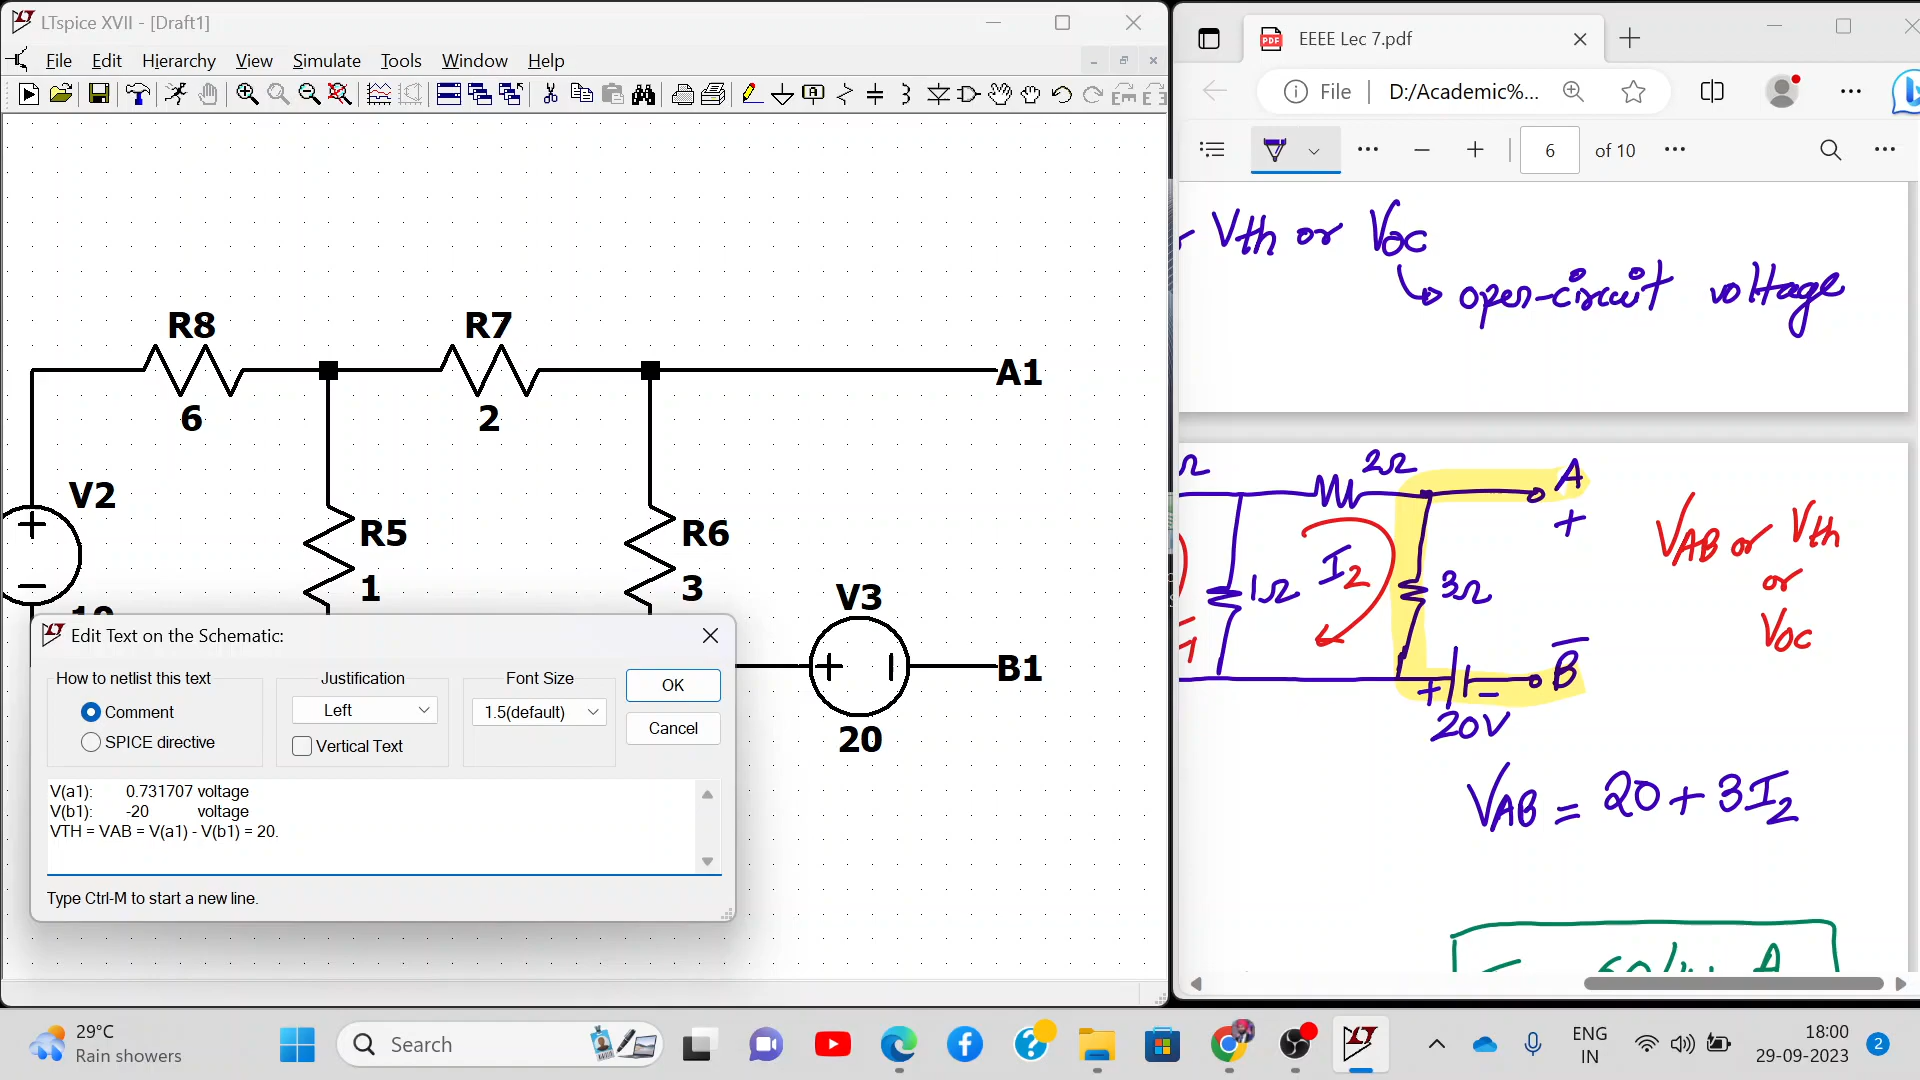 LTspice XVII - [Draft1]
File Edit Hierarchy View Simulate Tools Window Help
R8
6
R7
2
A1
V2
R5
1
R6
3
V3
20
B1
Edit Text on the Schematic:
How to netlist this text
Comment
SPICE directive
Justification
Left
Vertical Text
Font Size
1.5(default)
OK
Cancel
V(a1): 0.731707 voltage
V(b1): -20 voltage
VTH = VAB = V(a1) - V(b1) = 20.
Type Ctrl-M to start a new line.
EEEE Lec 7.pdf
File D:/Academic%...
6 of 10
Vth or Voc
open-circuit voltage
2Ω
A
+
1Ω
I2
3Ω
B
+ -
20V
VAB or Vth
or
Voc
VAB = 20 + 3I2
29°C
Rain showers
Search
ENG
IN
18:00
29-09-2023
2